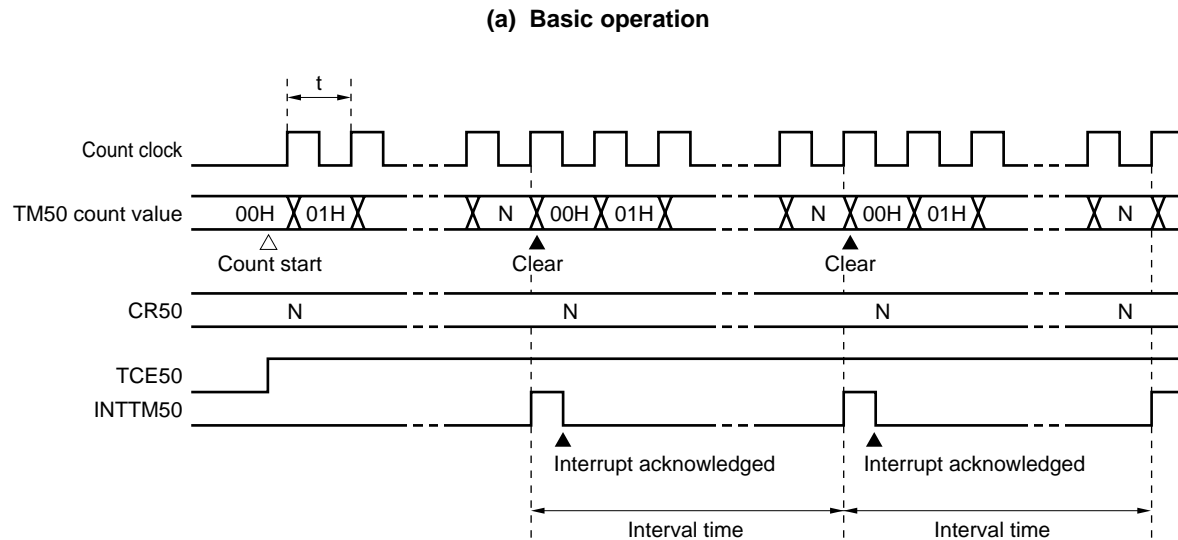 (a) Basic operation
t
Count clock
TM50 count value 00H 01H N 00H 01H N 00H 01H N
Count start Clear Clear
CR50 N N N N
TCE50
INTTM50
Interrupt acknowledged Interrupt acknowledged
Interval time Interval time